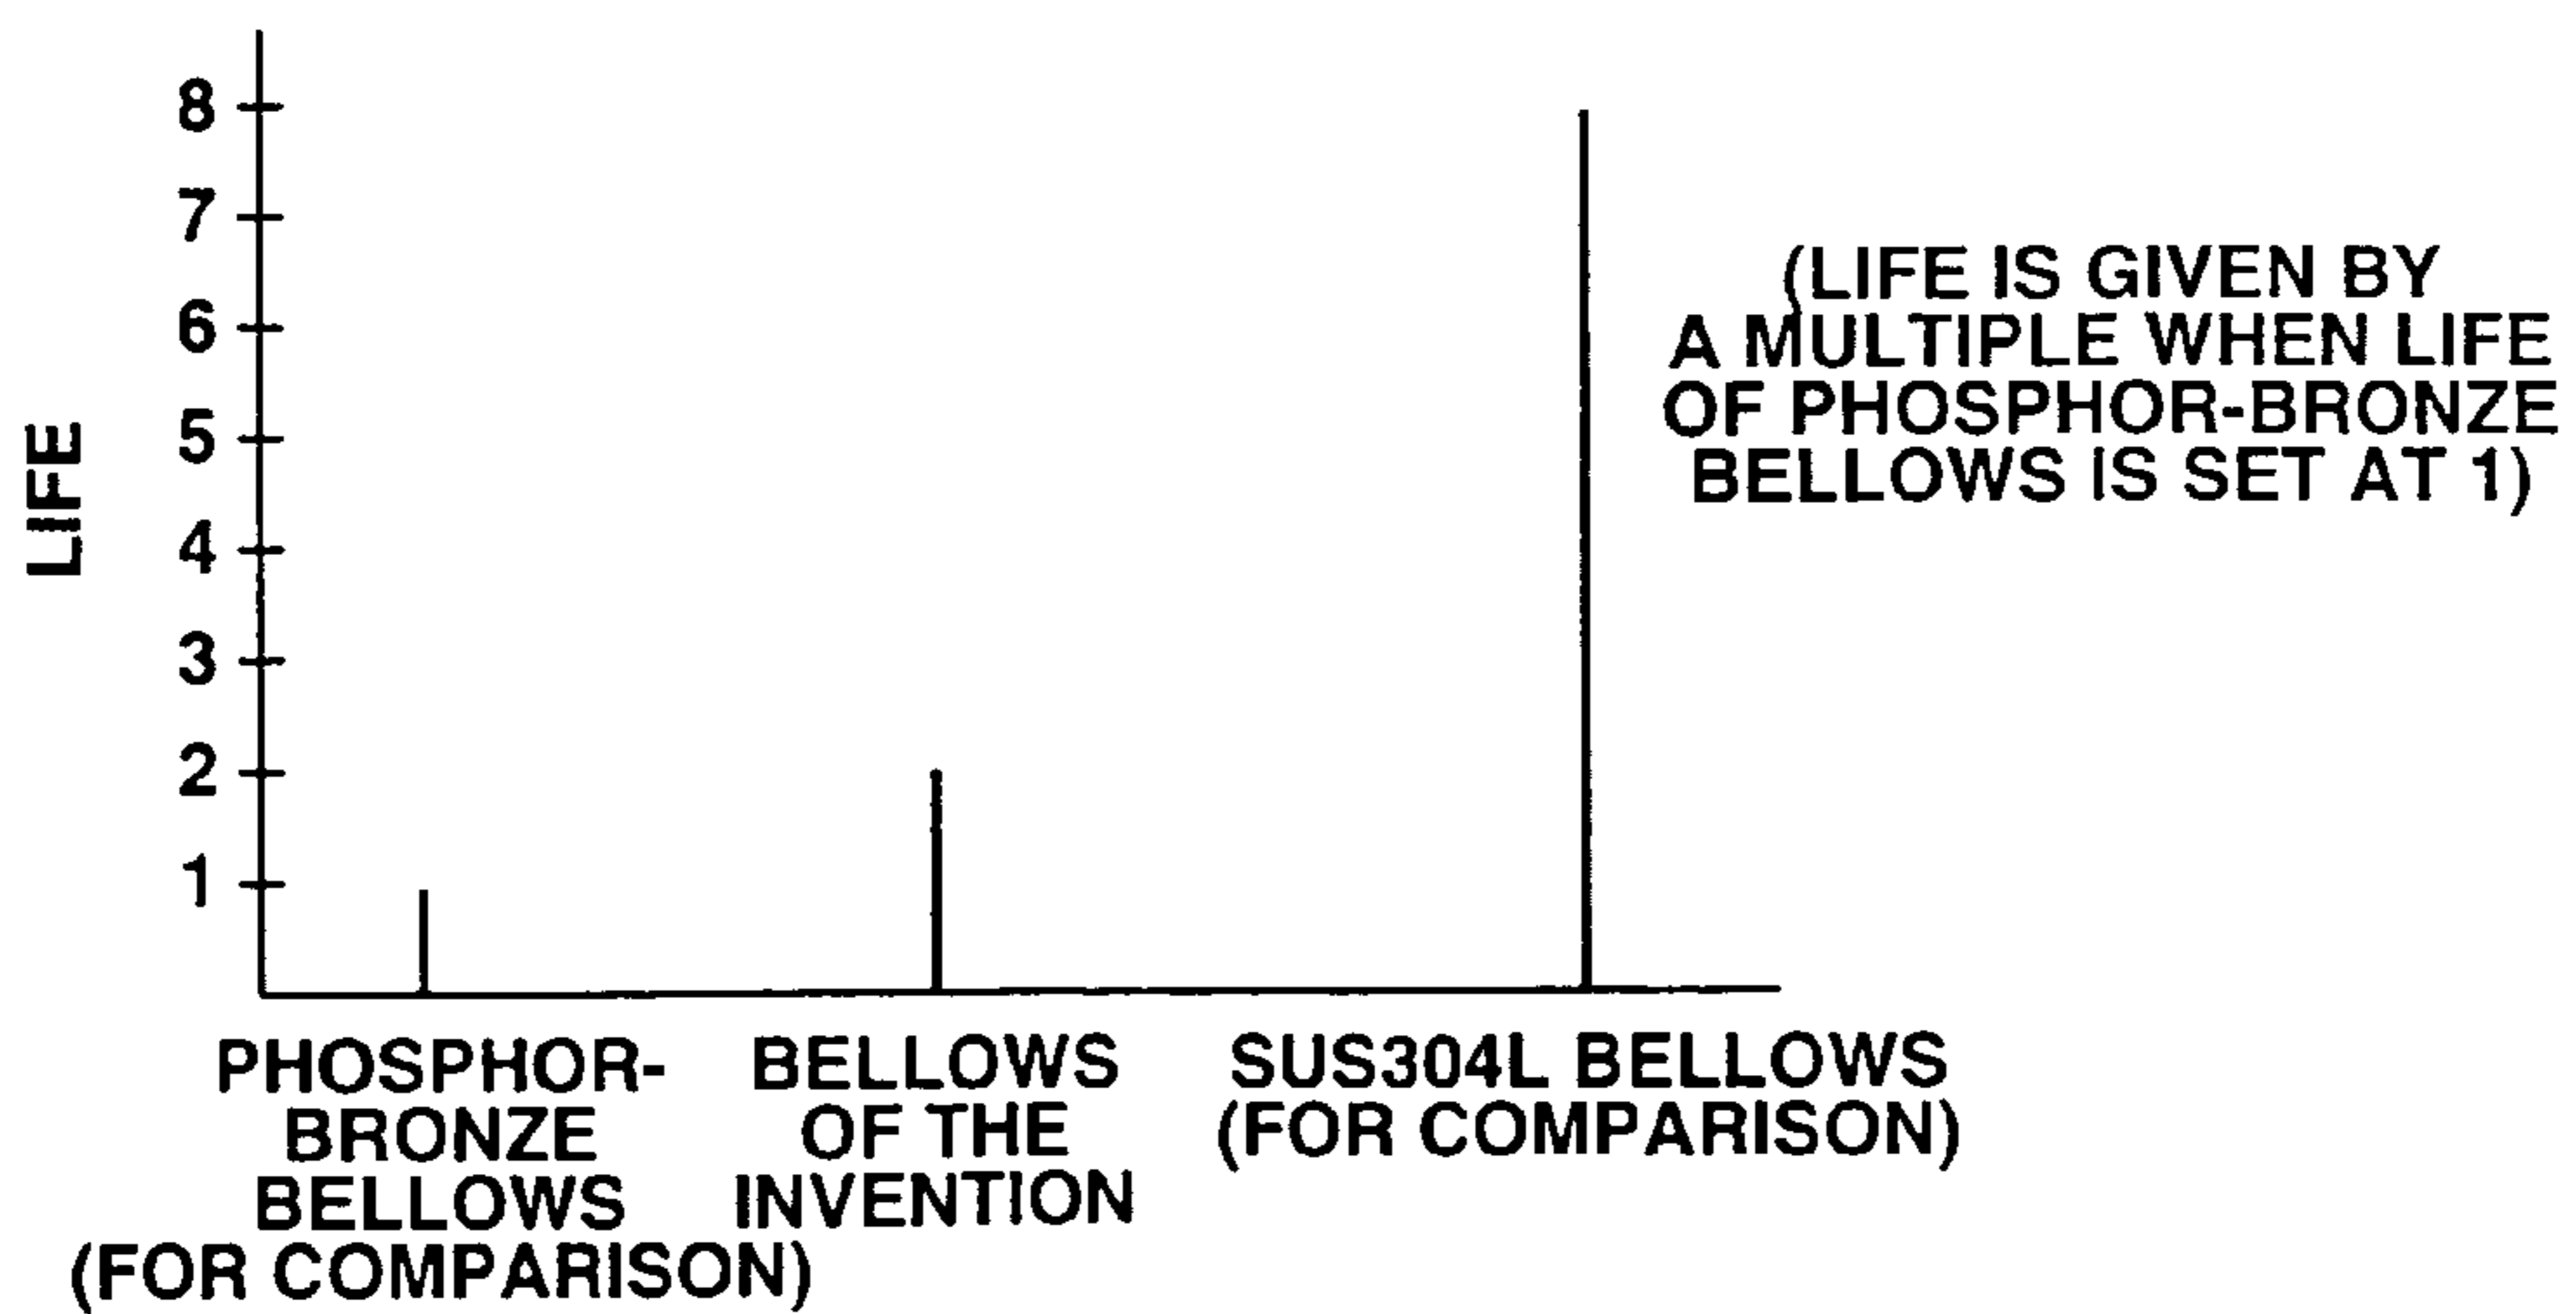 LIFE
8
7
6
5
4
3
2
1
(LIFE IS GIVEN BY
A MULTIPLE WHEN LIFE
OF PHOSPHOR-BRONZE
BELLOWS IS SET AT 1)
PHOSPHOR-
BRONZE
BELLOWS
(FOR COMPARISON)
BELLOWS
OF THE
INVENTION
SUS304L BELLOWS
(FOR COMPARISON)